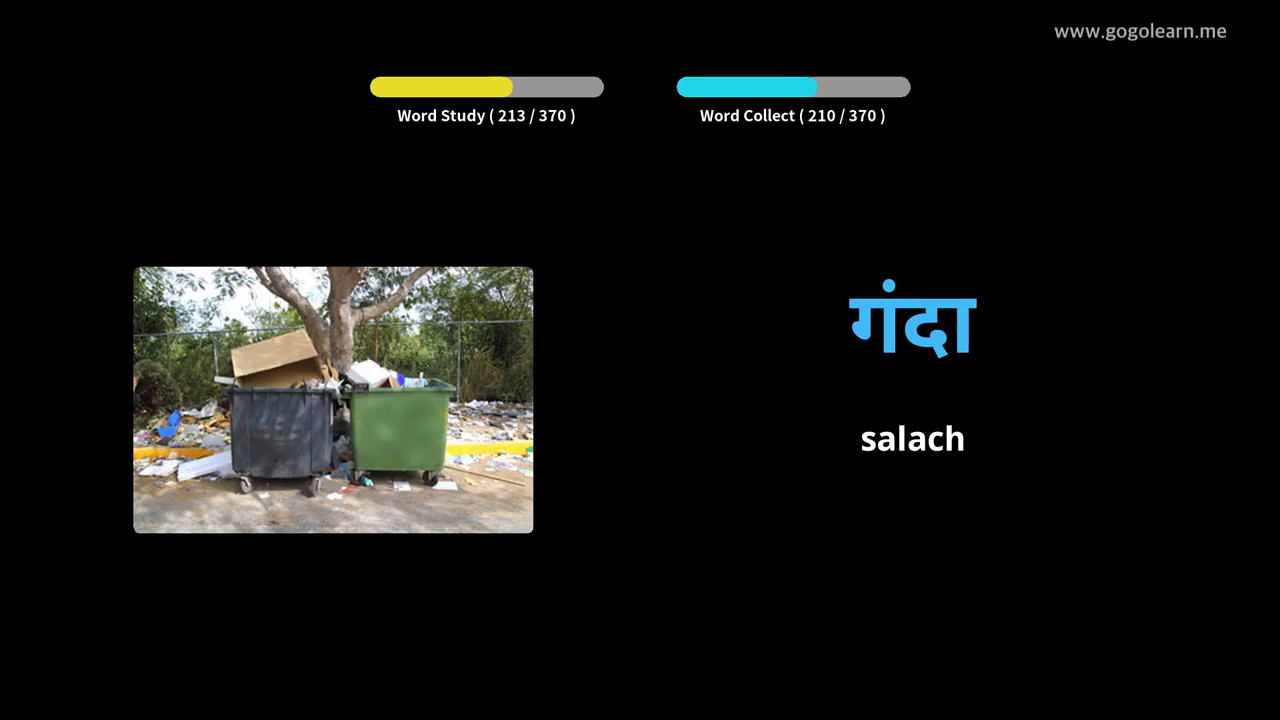 www.gogolearn.me
Word Study ( 213 / 370 )
Word Collect ( 210 / 370 )
गंदा
salach